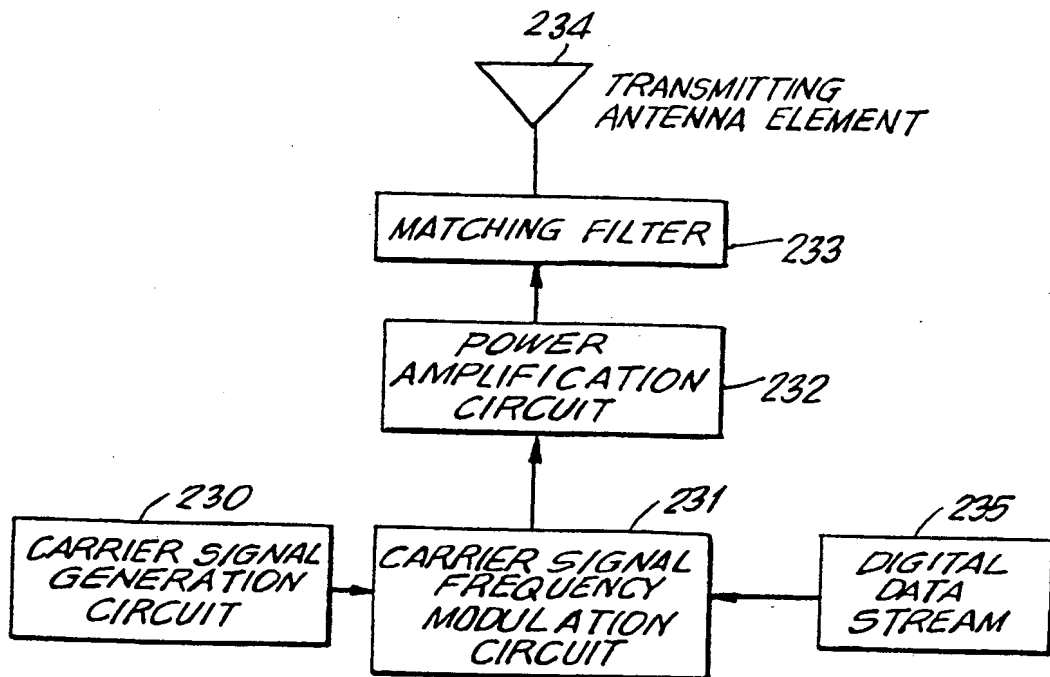 234
TRANSMITTING
ANTENNA ELEMENT
MATCHING FILTER
233
POWER
AMPLIFICATION
CIRCUIT
232
230
CARRIER SIGNAL
GENERATION
CIRCUIT
231
CARRIER SIGNAL
FREQUENCY
MODULATION
CIRCUIT
235
DIGITAL
DATA
STREAM